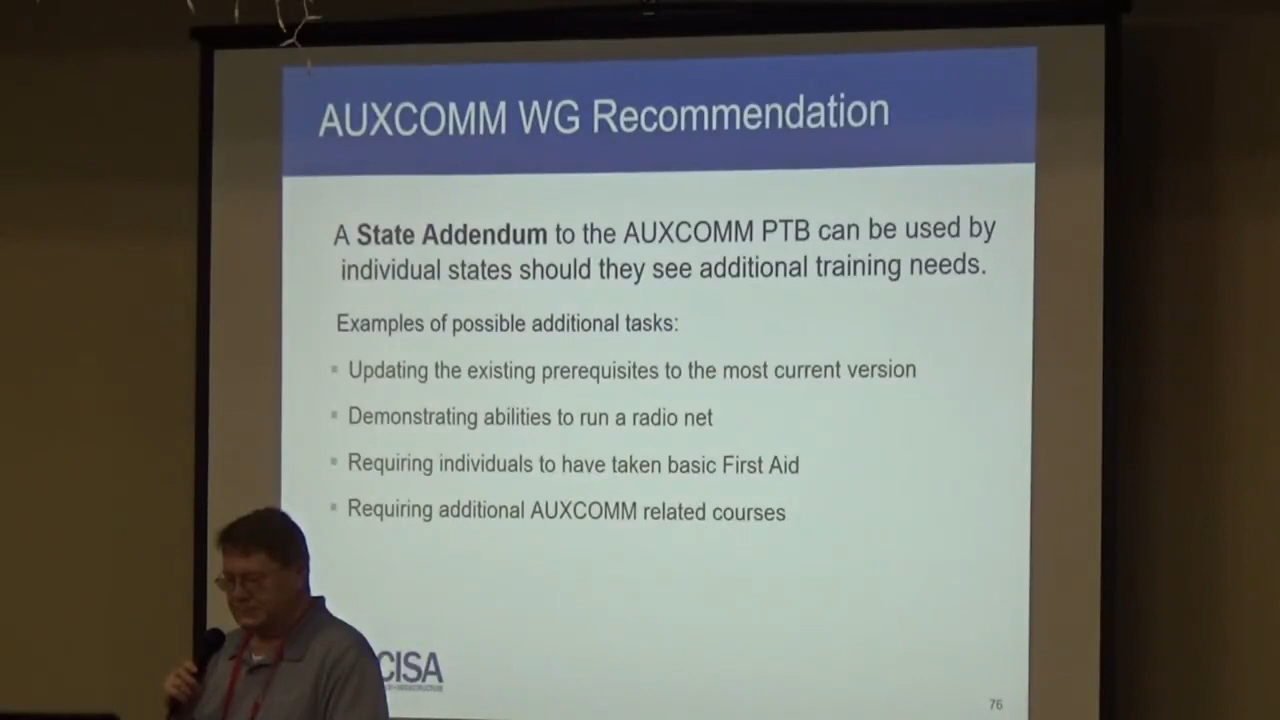 AUXCOMM WG Recommendation
A State Addendum to the AUXCOMM PTB can be used by
individual states should they see additional training needs.
Examples of possible additional tasks:
Updating the existing prerequisites to the most current version
Demonstrating abilities to run a radio net
Requiring individuals to have taken basic First Aid
Requiring additional AUXCOMM related courses
CISA
76